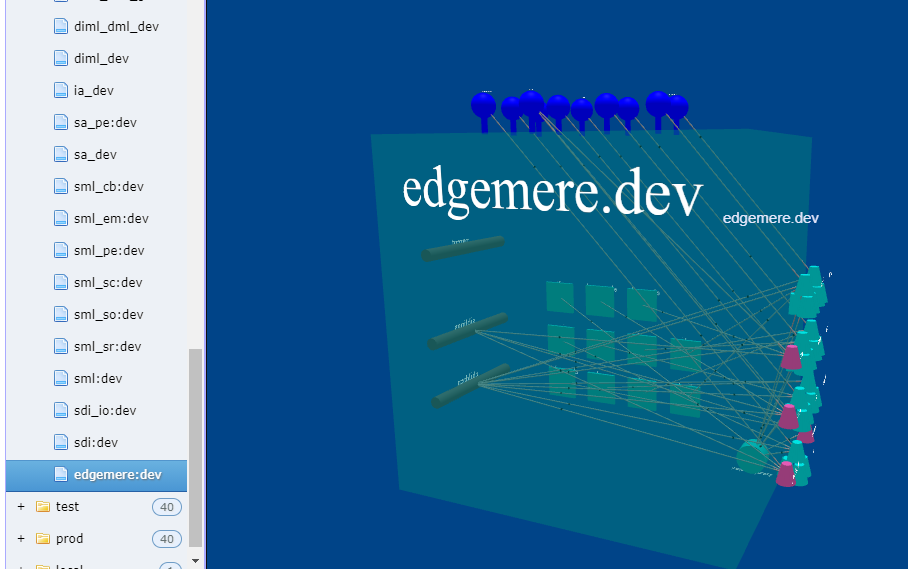 diml_dml_dev
diml_dev
ia_dev
sa_pe:dev
sa_dev
sml_cb:dev
sml_em:dev
sml_pe:dev
sml_sc:dev
sml_so:dev
sml_sr:dev
sml:dev
sdi_io:dev
sdi:dev
edgemere:dev
+ test 40
+ prod 40
edgemere.dev
edgemere.dev